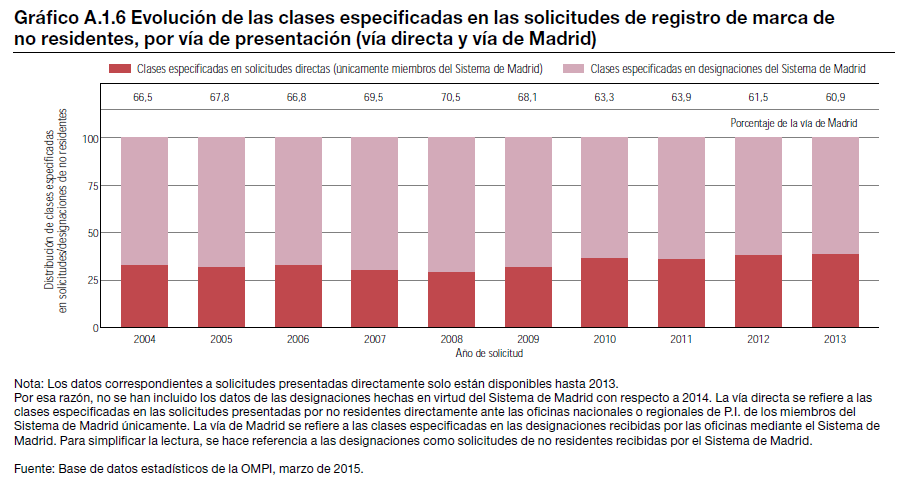 Gráfico A.1.6 Evolución de las clases especificadas en las solicitudes de registro de marca de
no residentes, por vía de presentación (vía directa y vía de Madrid)
Clases especificadas en solicitudes directas (únicamente miembros del Sistema de Madrid)
Clases especificadas en designaciones del Sistema de Madrid
66,5 67,8 66,8 69,5 70,5 68,1 63,3 63,9 61,5 60,9
Porcentaje de la vía de Madrid
Distribución de clases especificadas
en solicitudes/designaciones de no residentes
100
75
50
25
0
2004 2005 2006 2007 2008 2009 2010 2011 2012 2013
Año de solicitud
Nota: Los datos correspondientes a solicitudes presentadas directamente solo están disponibles hasta 2013.
Por esa razón, no se han incluido los datos de las designaciones hechas en virtud del Sistema de Madrid con respecto a 2014. La vía directa se refiere a las
clases especificadas en las solicitudes presentadas por no residentes directamente ante las oficinas nacionales o regionales de P.I. de los miembros del
Sistema de Madrid únicamente. La vía de Madrid se refiere a las clases especificadas en las designaciones recibidas por las oficinas mediante el Sistema de
Madrid. Para simplificar la lectura, se hace referencia a las designaciones como solicitudes de no residentes recibidas por el Sistema de Madrid.
Fuente: Base de datos estadísticos de la OMPI, marzo de 2015.